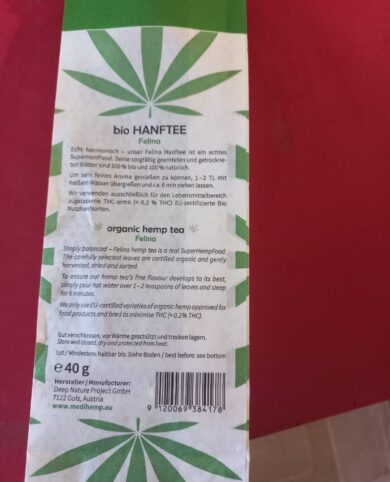 bio HANFTEE
Felina
Echt harmonisch – unser Felina Hanftee ist ein echtes
SuperHanfFood. Seine sorgfältig geernteten und getrockne-
ten Blätter sind 100 % bio und 100 % natürlich.
Um sein feines Aroma genießen zu können, 1 – 2 TL mit
heißem Wasser übergießen und ca. 6 min ziehen lassen.
Wir verwenden ausschließlich für den Lebensmittelbereich
zugelassene THC-arme (< 0,2 % THC) EU-zertifizierte Bio
Nutzhanfsorten.
organic hemp tea
Felina
Simply balanced – Felina hemp tea is a real SuperHempFood.
The carefully selected leaves are certified organic and gently
harvested, dried and sorted.
To ensure our hemp tea's fine flavour develops to its best,
simply pour hot water over 1 – 2 teaspoons of leaves and steep
for 6 minutes.
We only use EU-certified varieties of organic hemp approved for
food products and bred to minimise THC (<0.2% THC).
Gut verschlossen, vor Wärme geschützt und trocken lagern.
Store well closed, dry and protected from heat.
Lot / Mindestens haltbar bis: Siehe Boden / best before see bottom
e 40 g
Hersteller / Manufacturer:
Deep Nature Project GmbH
7122 Gols, Austria
www.medihemp.eu
9 120069 384178